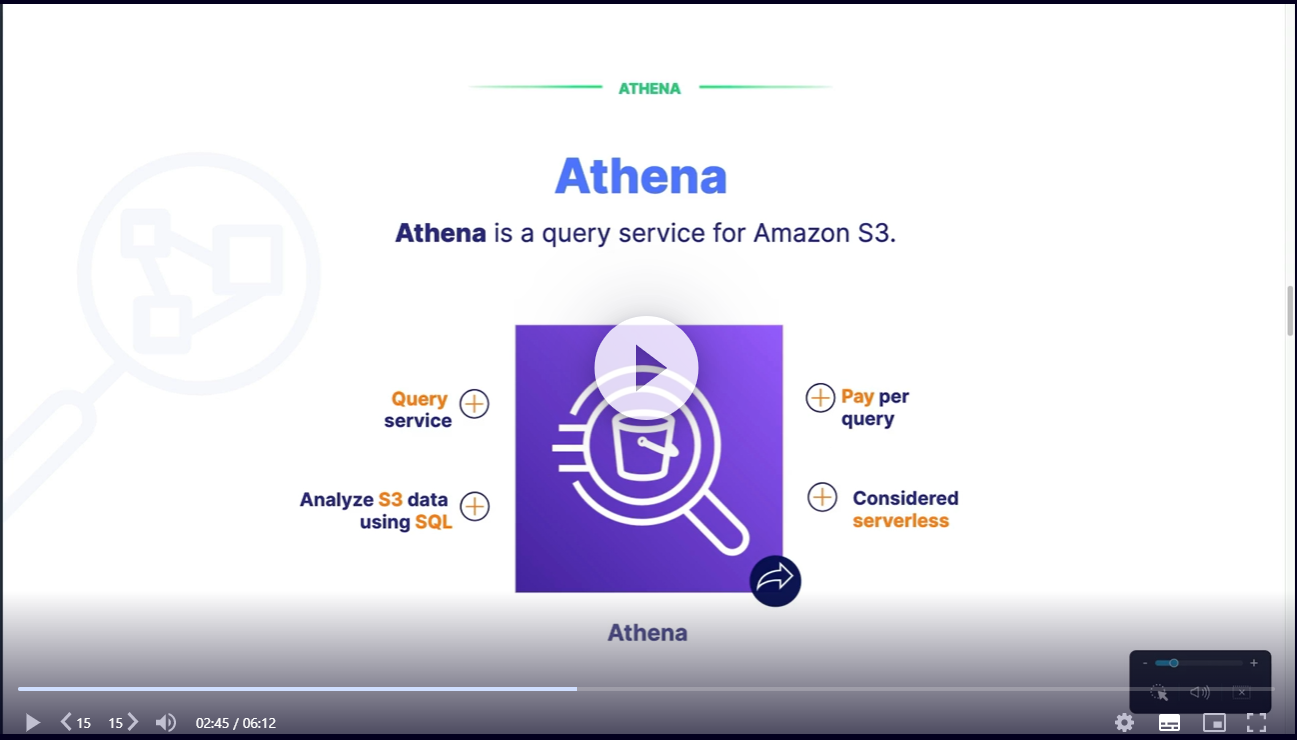 ATHENA
Athena
Athena is a query service for Amazon S3.
Query
service
Pay per
query
Analyze S3 data
using SQL
Considered
serverless
Athena
- +
15 15 02:45 / 06:12